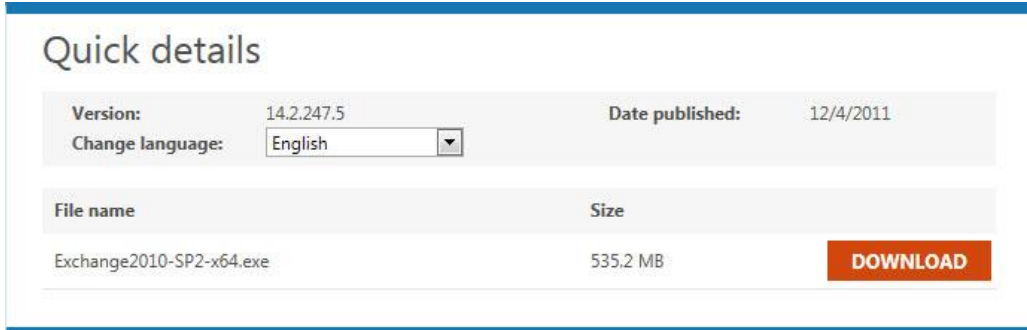 Quick details
Version: 14.2.247.5 Date published: 12/4/2011
Change language: English
File name Size
Exchange2010-SP2-x64.exe 535.2 MB DOWNLOAD